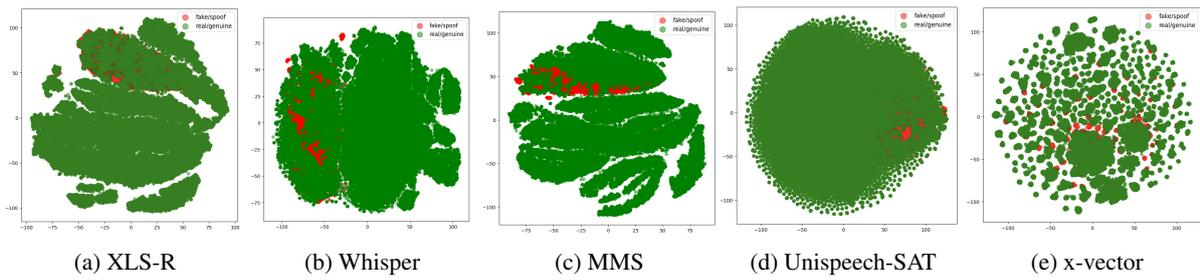 fake/spoof
real/genuine
100
50
0
−50
−100
−100 −50 0 50 100
(a) XLS-R
fake/spoof
real/genuine
75
50
25
0
−25
−50
−75
−100 −50 0 50 100
(b) Whisper
fake/spoof
real/genuine
100
50
0
−50
−100
−75 −50 −25 0 25 50 75
(c) MMS
fake/spoof
real/genuine
100
50
0
−50
−100
−100 −50 0 50 100
(d) Unispeech-SAT
fake/spoof
real/genuine
100
50
0
−50
−100
−100 −50 0 50 100
(e) x-vector